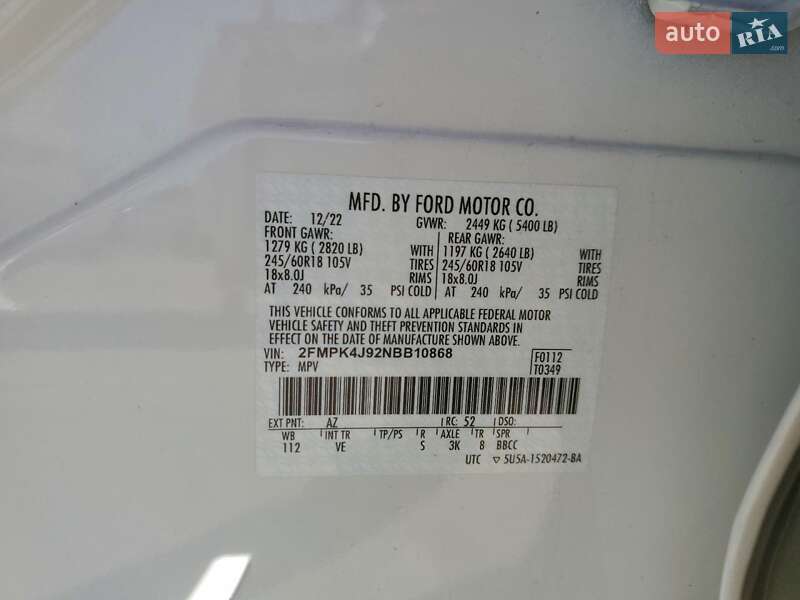 auto RIA .com
MFD. BY FORD MOTOR CO.
DATE: 12/22 GVWR: 2449 KG ( 5400 LB)
FRONT GAWR: REAR GAWR:
1279 KG ( 2820 LB) WITH 1197 KG ( 2640 LB) WITH
245/60R18 105V TIRES 245/60R18 105V TIRES
18x8.0J RIMS 18x8.0J RIMS
AT 240 kPa/ 35 PSI COLD AT 240 kPa/ 35 PSI COLD
THIS VEHICLE CONFORMS TO ALL APPLICABLE FEDERAL MOTOR
VEHICLE SAFETY AND THEFT PREVENTION STANDARDS IN
EFFECT ON THE DATE OF MANUFACTURE SHOWN ABOVE.
VIN: 2FMPK4J92NBB10868 F0112
TYPE: MPV T0349
EXT PNT: AZ RC: 52 DSO:
WB INT TR TP/PS R AXLE TR SPR
112 VE S 3K 8 BBCC
UTC ▽ 5U5A-1520472-BA